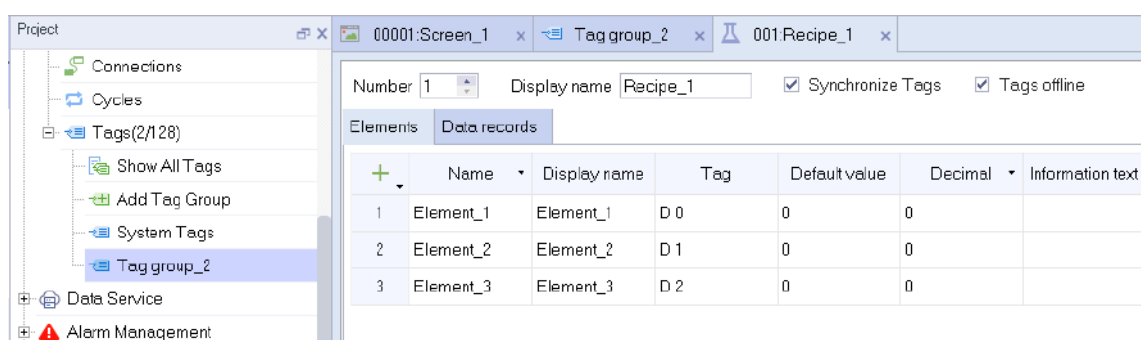 Project
Connections
Cycles
Tags(2/128)
Show All Tags
Add Tag Group
System Tags
Tag group_2
Data Service
Alarm Management
00001:Screen_1 Tag group_2 001:Recipe_1
Number 1 Display name Recipe_1 Synchronize Tags Tags offline
Elements Data records
Name Display name Tag Default value Decimal Information text
1 Element_1 Element_1 D 0 0 0
2 Element_2 Element_2 D 1 0 0
3 Element_3 Element_3 D 2 0 0